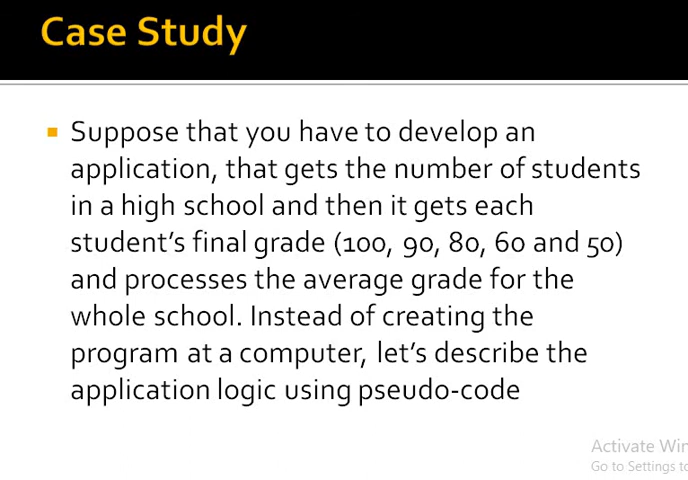 Case Study
Suppose that you have to develop an
application, that gets the number of students
in a high school and then it gets each
student's final grade (100, 90, 80, 60 and 50)
and processes the average grade for the
whole school. Instead of creating the
program at a computer, let's describe the
application logic using pseudo-code
Activate Win
Go to Settings to